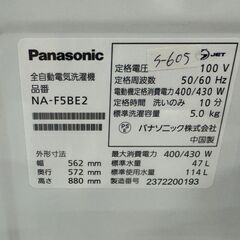 Panasonic
全自動電気洗濯機
品番
NA-F5BE2
外形寸法
幅 562 mm
奥行 572 mm
高さ 880 mm
S-605
JET
定格電圧 100 V
定格周波数 50/60 Hz
電動機定格消費電力 400/430 W
定格時間 洗いのみ 10 分
標準洗濯容量 5.0 kg
パナソニック株式会社
中国製
最大消費電力 400/430 W
標準水量 47 L
標準使用水量 114 L
製造番号 2372200193